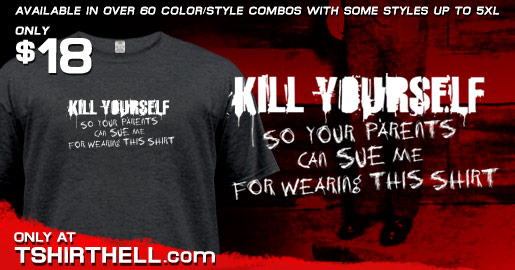 AVAILABLE IN OVER 60 COLOR/STYLE COMBOS WITH SOME STYLES UP TO 5XL
ONLY
$18
KILL YOURSELF
SO YOUR PARENTS
CAN SUE ME
FOR WEARING THIS SHIRT
KILL YOURSELF
SO YOUR PARENTS
CAN SUE ME
FOR WEARING THIS SHIRT
ONLY AT
TSHIRTHELL.com